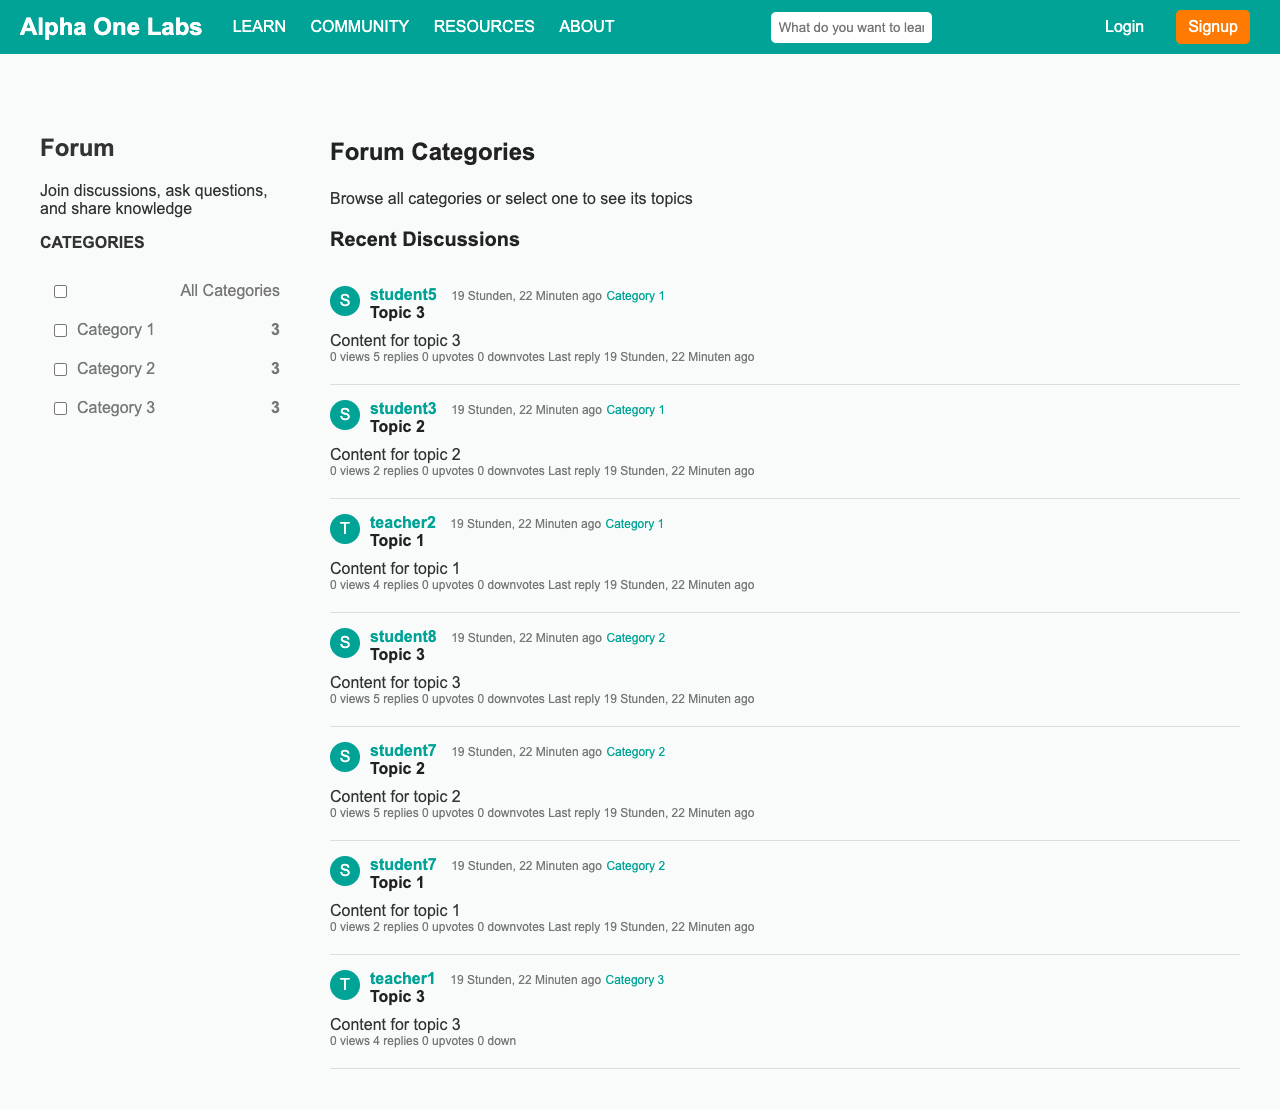 Alpha One Labs LEARN COMMUNITY RESOURCES ABOUT What do you want to lear Login Signup
Forum
Join discussions, ask questions,
and share knowledge
CATEGORIES
All Categories
Category 1 3
Category 2 3
Category 3 3
Forum Categories
Browse all categories or select one to see its topics
Recent Discussions
S student5 19 Stunden, 22 Minuten ago Category 1
Topic 3
Content for topic 3
0 views 5 replies 0 upvotes 0 downvotes Last reply 19 Stunden, 22 Minuten ago
S student3 19 Stunden, 22 Minuten ago Category 1
Topic 2
Content for topic 2
0 views 2 replies 0 upvotes 0 downvotes Last reply 19 Stunden, 22 Minuten ago
T teacher2 19 Stunden, 22 Minuten ago Category 1
Topic 1
Content for topic 1
0 views 4 replies 0 upvotes 0 downvotes Last reply 19 Stunden, 22 Minuten ago
S student8 19 Stunden, 22 Minuten ago Category 2
Topic 3
Content for topic 3
0 views 5 replies 0 upvotes 0 downvotes Last reply 19 Stunden, 22 Minuten ago
S student7 19 Stunden, 22 Minuten ago Category 2
Topic 2
Content for topic 2
0 views 5 replies 0 upvotes 0 downvotes Last reply 19 Stunden, 22 Minuten ago
S student7 19 Stunden, 22 Minuten ago Category 2
Topic 1
Content for topic 1
0 views 2 replies 0 upvotes 0 downvotes Last reply 19 Stunden, 22 Minuten ago
T teacher1 19 Stunden, 22 Minuten ago Category 3
Topic 3
Content for topic 3
0 views 4 replies 0 upvotes 0 down